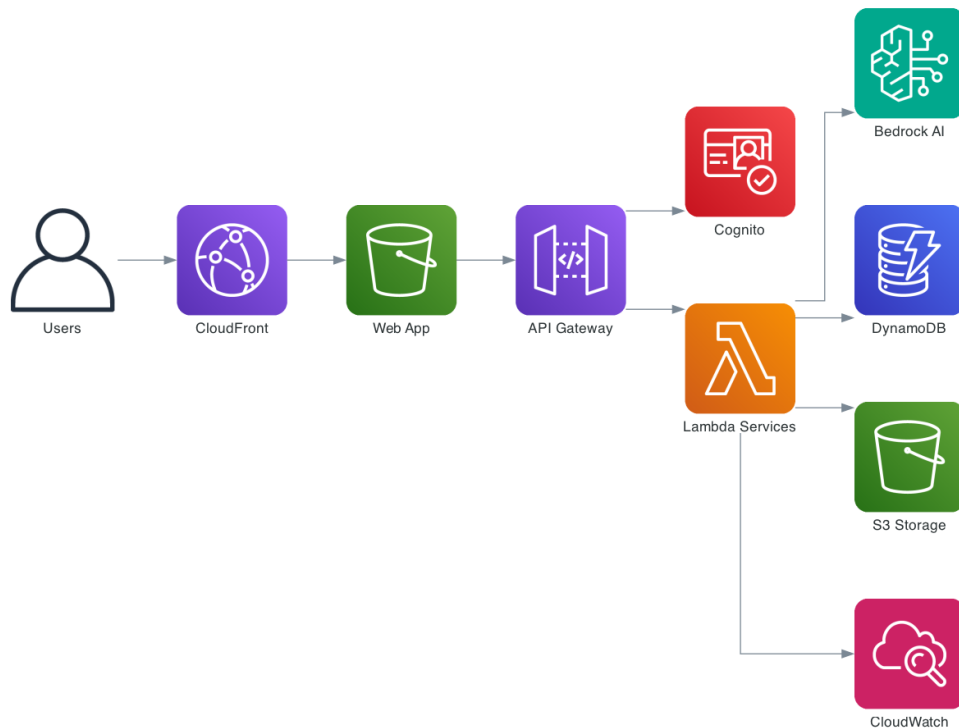 Users
CloudFront
Web App
API Gateway
</>
Cognito
Lambda Services
Bedrock AI
DynamoDB
S3 Storage
CloudWatch